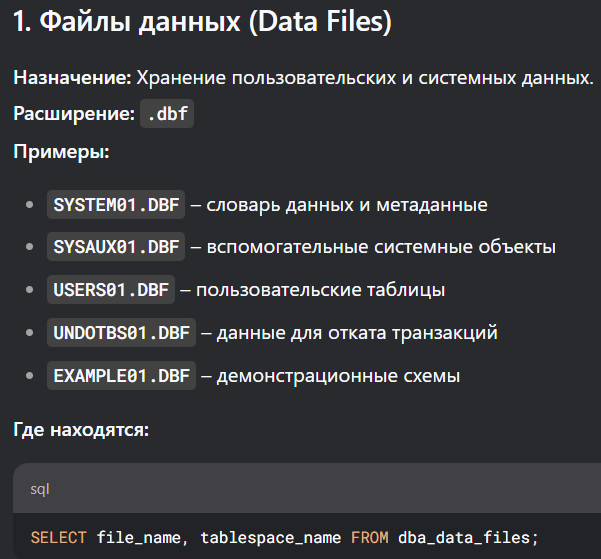 1. Файлы данных (Data Files)
Назначение: Хранение пользовательских и системных данных.
Расширение: .dbf
Примеры:
• SYSTEM01.DBF – словарь данных и метаданные
• SYSAUX01.DBF – вспомогательные системные объекты
• USERS01.DBF – пользовательские таблицы
• UNDOTBS01.DBF – данные для отката транзакций
• EXAMPLE01.DBF – демонстрационные схемы
Где находятся:
sql
SELECT file_name, tablespace_name FROM dba_data_files;